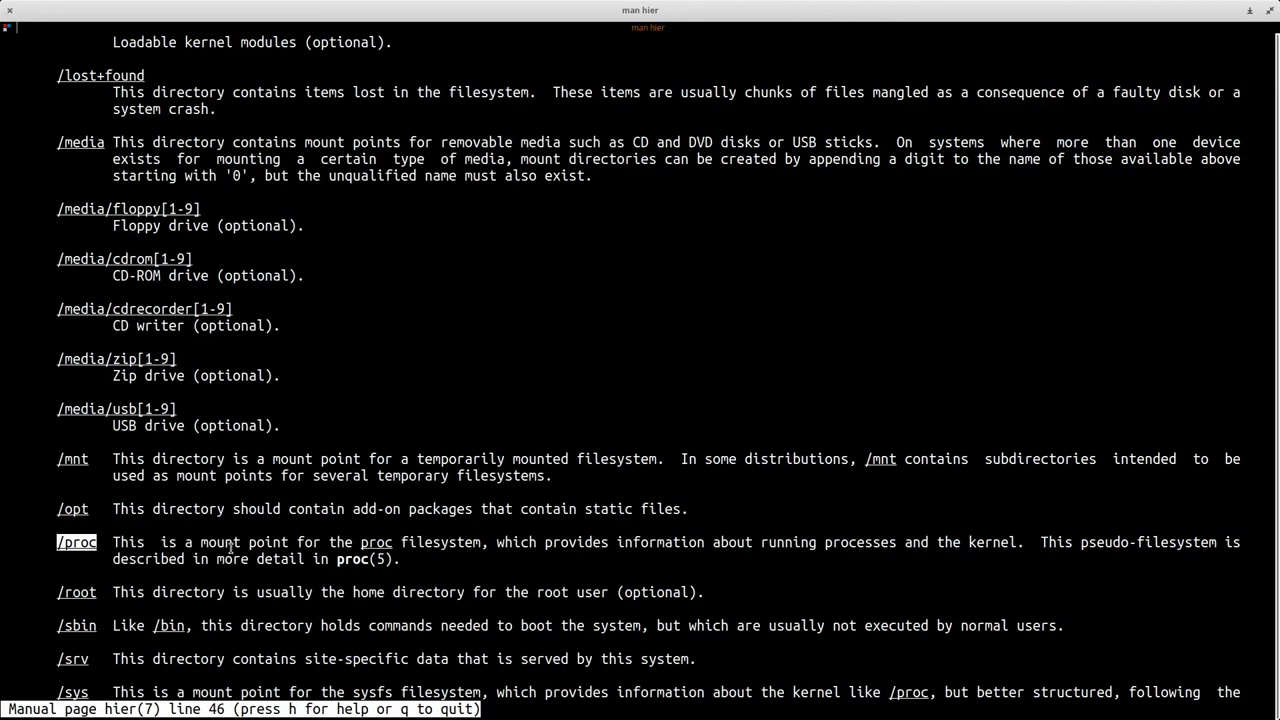 man hier
man hier
Loadable kernel modules (optional).
/lost+found
This directory contains items lost in the filesystem.  These items are usually chunks of files mangled as a consequence of a faulty disk or a
system crash.
/media This directory contains mount points for removable media such as CD and DVD disks or USB sticks.  On  systems  where  more  than  one  device
exists  for  mounting  a  certain  type  of media, mount directories can be created by appending a digit to the name of those available above
starting with '0', but the unqualified name must also exist.
/media/floppy[1-9]
Floppy drive (optional).
/media/cdrom[1-9]
CD-ROM drive (optional).
/media/cdrecorder[1-9]
CD writer (optional).
/media/zip[1-9]
Zip drive (optional).
/media/usb[1-9]
USB drive (optional).
/mnt   This directory is a mount point for a temporarily mounted filesystem.  In some distributions, /mnt contains  subdirectories  intended  to  be
used as mount points for several temporary filesystems.
/opt   This directory should contain add-on packages that contain static files.
/proc  This  is a mount point for the proc filesystem, which provides information about running processes and the kernel.  This pseudo-filesystem is
described in more detail in proc(5).
/root  This directory is usually the home directory for the root user (optional).
/sbin  Like /bin, this directory holds commands needed to boot the system, but which are usually not executed by normal users.
/srv   This directory contains site-specific data that is served by this system.
/sys   This is a mount point for the sysfs filesystem, which provides information about the kernel like /proc, but better structured, following  the
Manual page hier(7) line 46 (press h for help or q to quit)